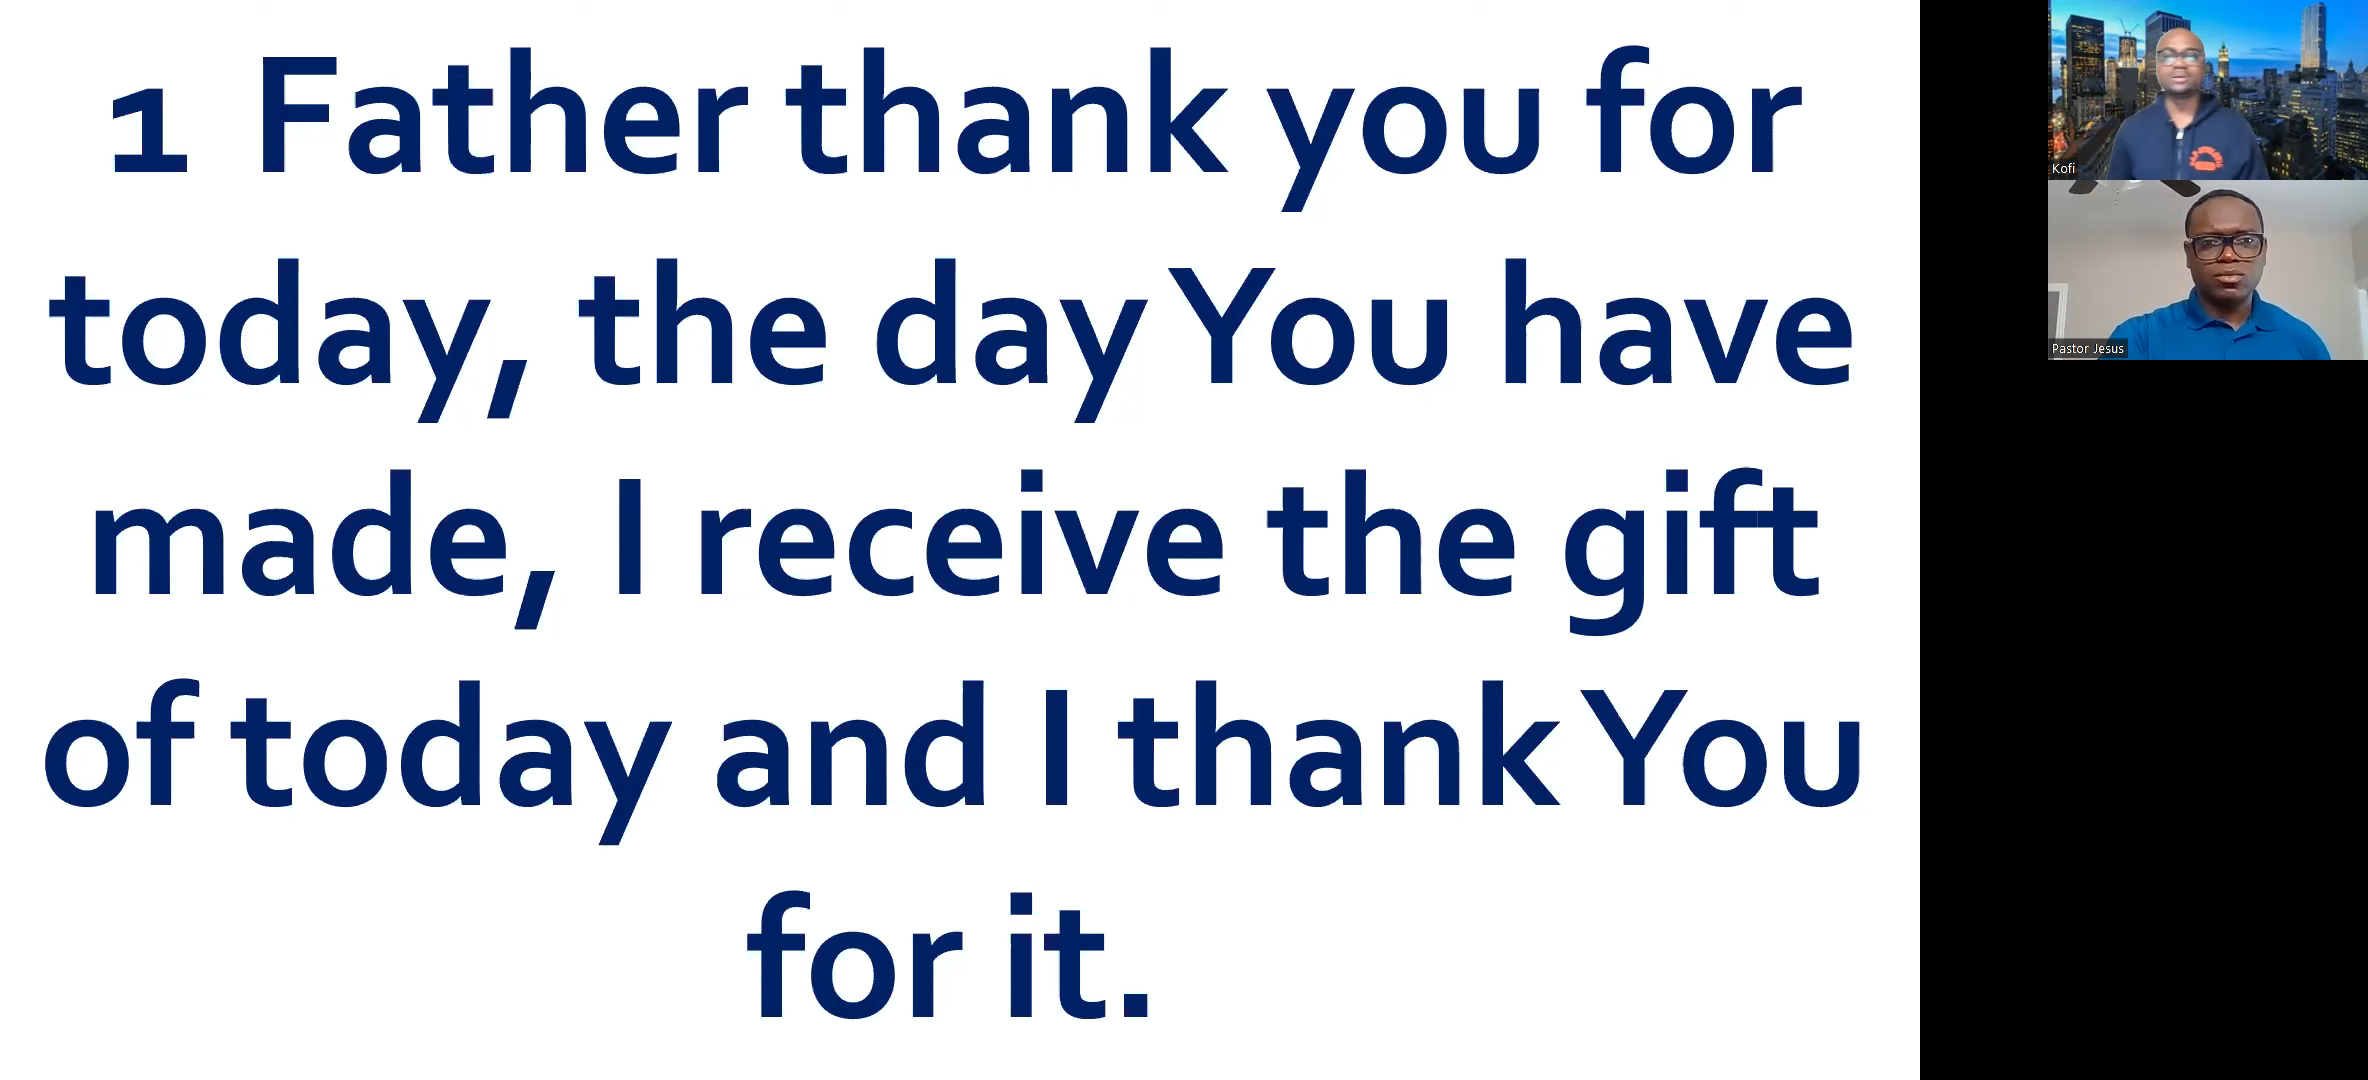 1 Father thank you for
today, the day You have
made, I receive the gift
of today and I thank You
for it.
Kofi
Pastor Jesus